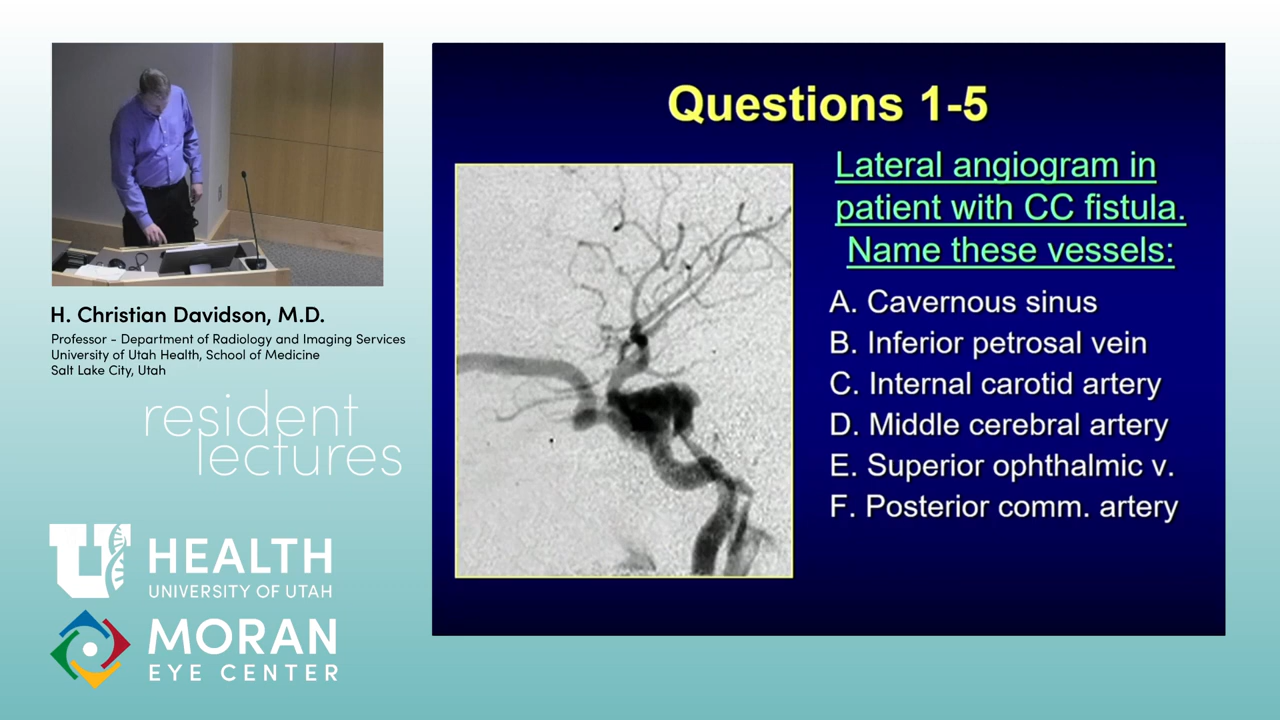 Questions 1-5
Lateral angiogram in
patient with CC fistula.
Name these vessels:
A. Cavernous sinus
B. Inferior petrosal vein
C. Internal carotid artery
D. Middle cerebral artery
E. Superior ophthalmic v.
F. Posterior comm. artery
H. Christian Davidson, M.D.
Professor - Department of Radiology and Imaging Services
University of Utah Health, School of Medicine
Salt Lake City, Utah
resident
lectures
U HEALTH
UNIVERSITY OF UTAH
MORAN
EYE CENTER